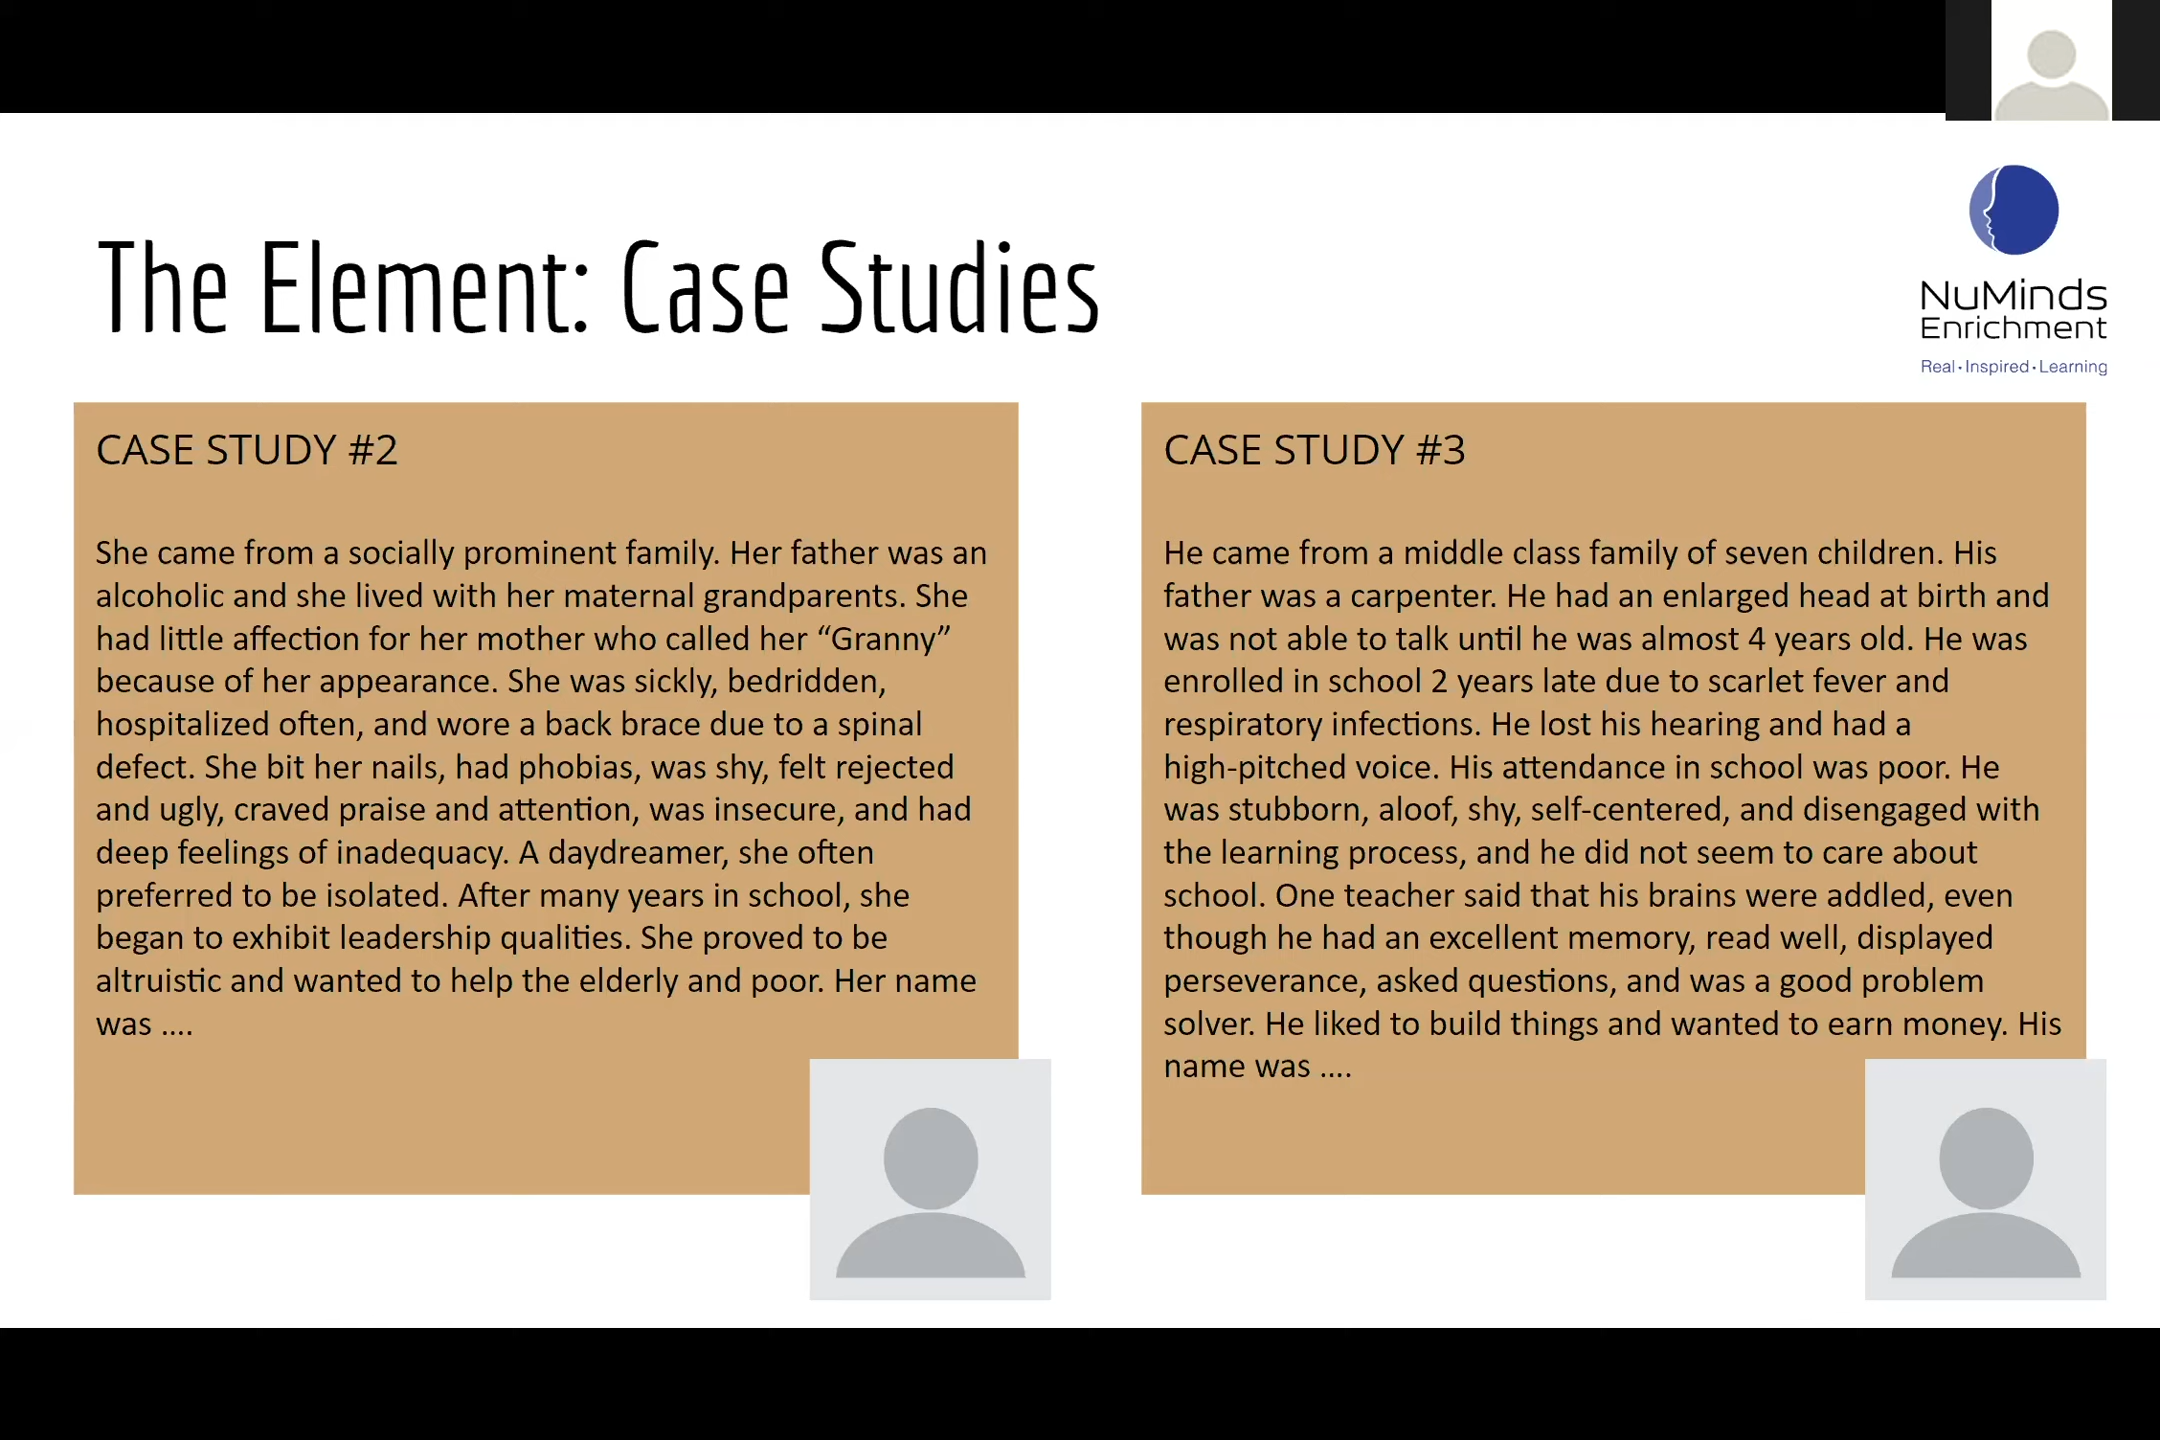 The Element: Case Studies
NuMinds
Enrichment
Real·Inspired·Learning
CASE STUDY #2
She came from a socially prominent family. Her father was an
alcoholic and she lived with her maternal grandparents. She
had little affection for her mother who called her “Granny”
because of her appearance. She was sickly, bedridden,
hospitalized often, and wore a back brace due to a spinal
defect. She bit her nails, had phobias, was shy, felt rejected
and ugly, craved praise and attention, was insecure, and had
deep feelings of inadequacy. A daydreamer, she often
preferred to be isolated. After many years in school, she
began to exhibit leadership qualities. She proved to be
altruistic and wanted to help the elderly and poor. Her name
was ....
CASE STUDY #3
He came from a middle class family of seven children. His
father was a carpenter. He had an enlarged head at birth and
was not able to talk until he was almost 4 years old. He was
enrolled in school 2 years late due to scarlet fever and
respiratory infections. He lost his hearing and had a
high-pitched voice. His attendance in school was poor. He
was stubborn, aloof, shy, self-centered, and disengaged with
the learning process, and he did not seem to care about
school. One teacher said that his brains were addled, even
though he had an excellent memory, read well, displayed
perseverance, asked questions, and was a good problem
solver. He liked to build things and wanted to earn money. His
name was ....